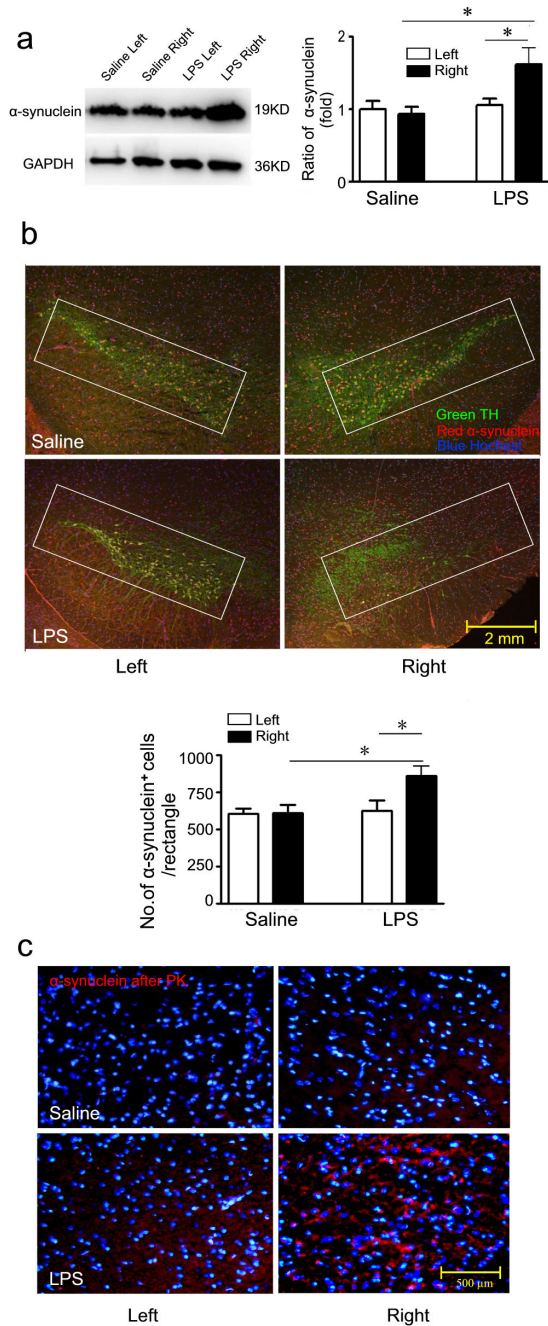 a
Saline Left
Saline Right
LPS Left
LPS Right
α-synuclein
19KD
GAPDH
36KD
Ratio of α-synuclein
(fold)
2
1
0
Left
Right
*
*
Saline
LPS
b
Saline
Green TH
Red α-synuclein
Blue Hochest
LPS
2 mm
Left
Right
No.of α-synuclein⁺ cells
/rectangle
1000
750
500
250
0
Left
Right
*
*
Saline
LPS
c
α-synuclein after PK
Saline
LPS
500 µm
Left
Right